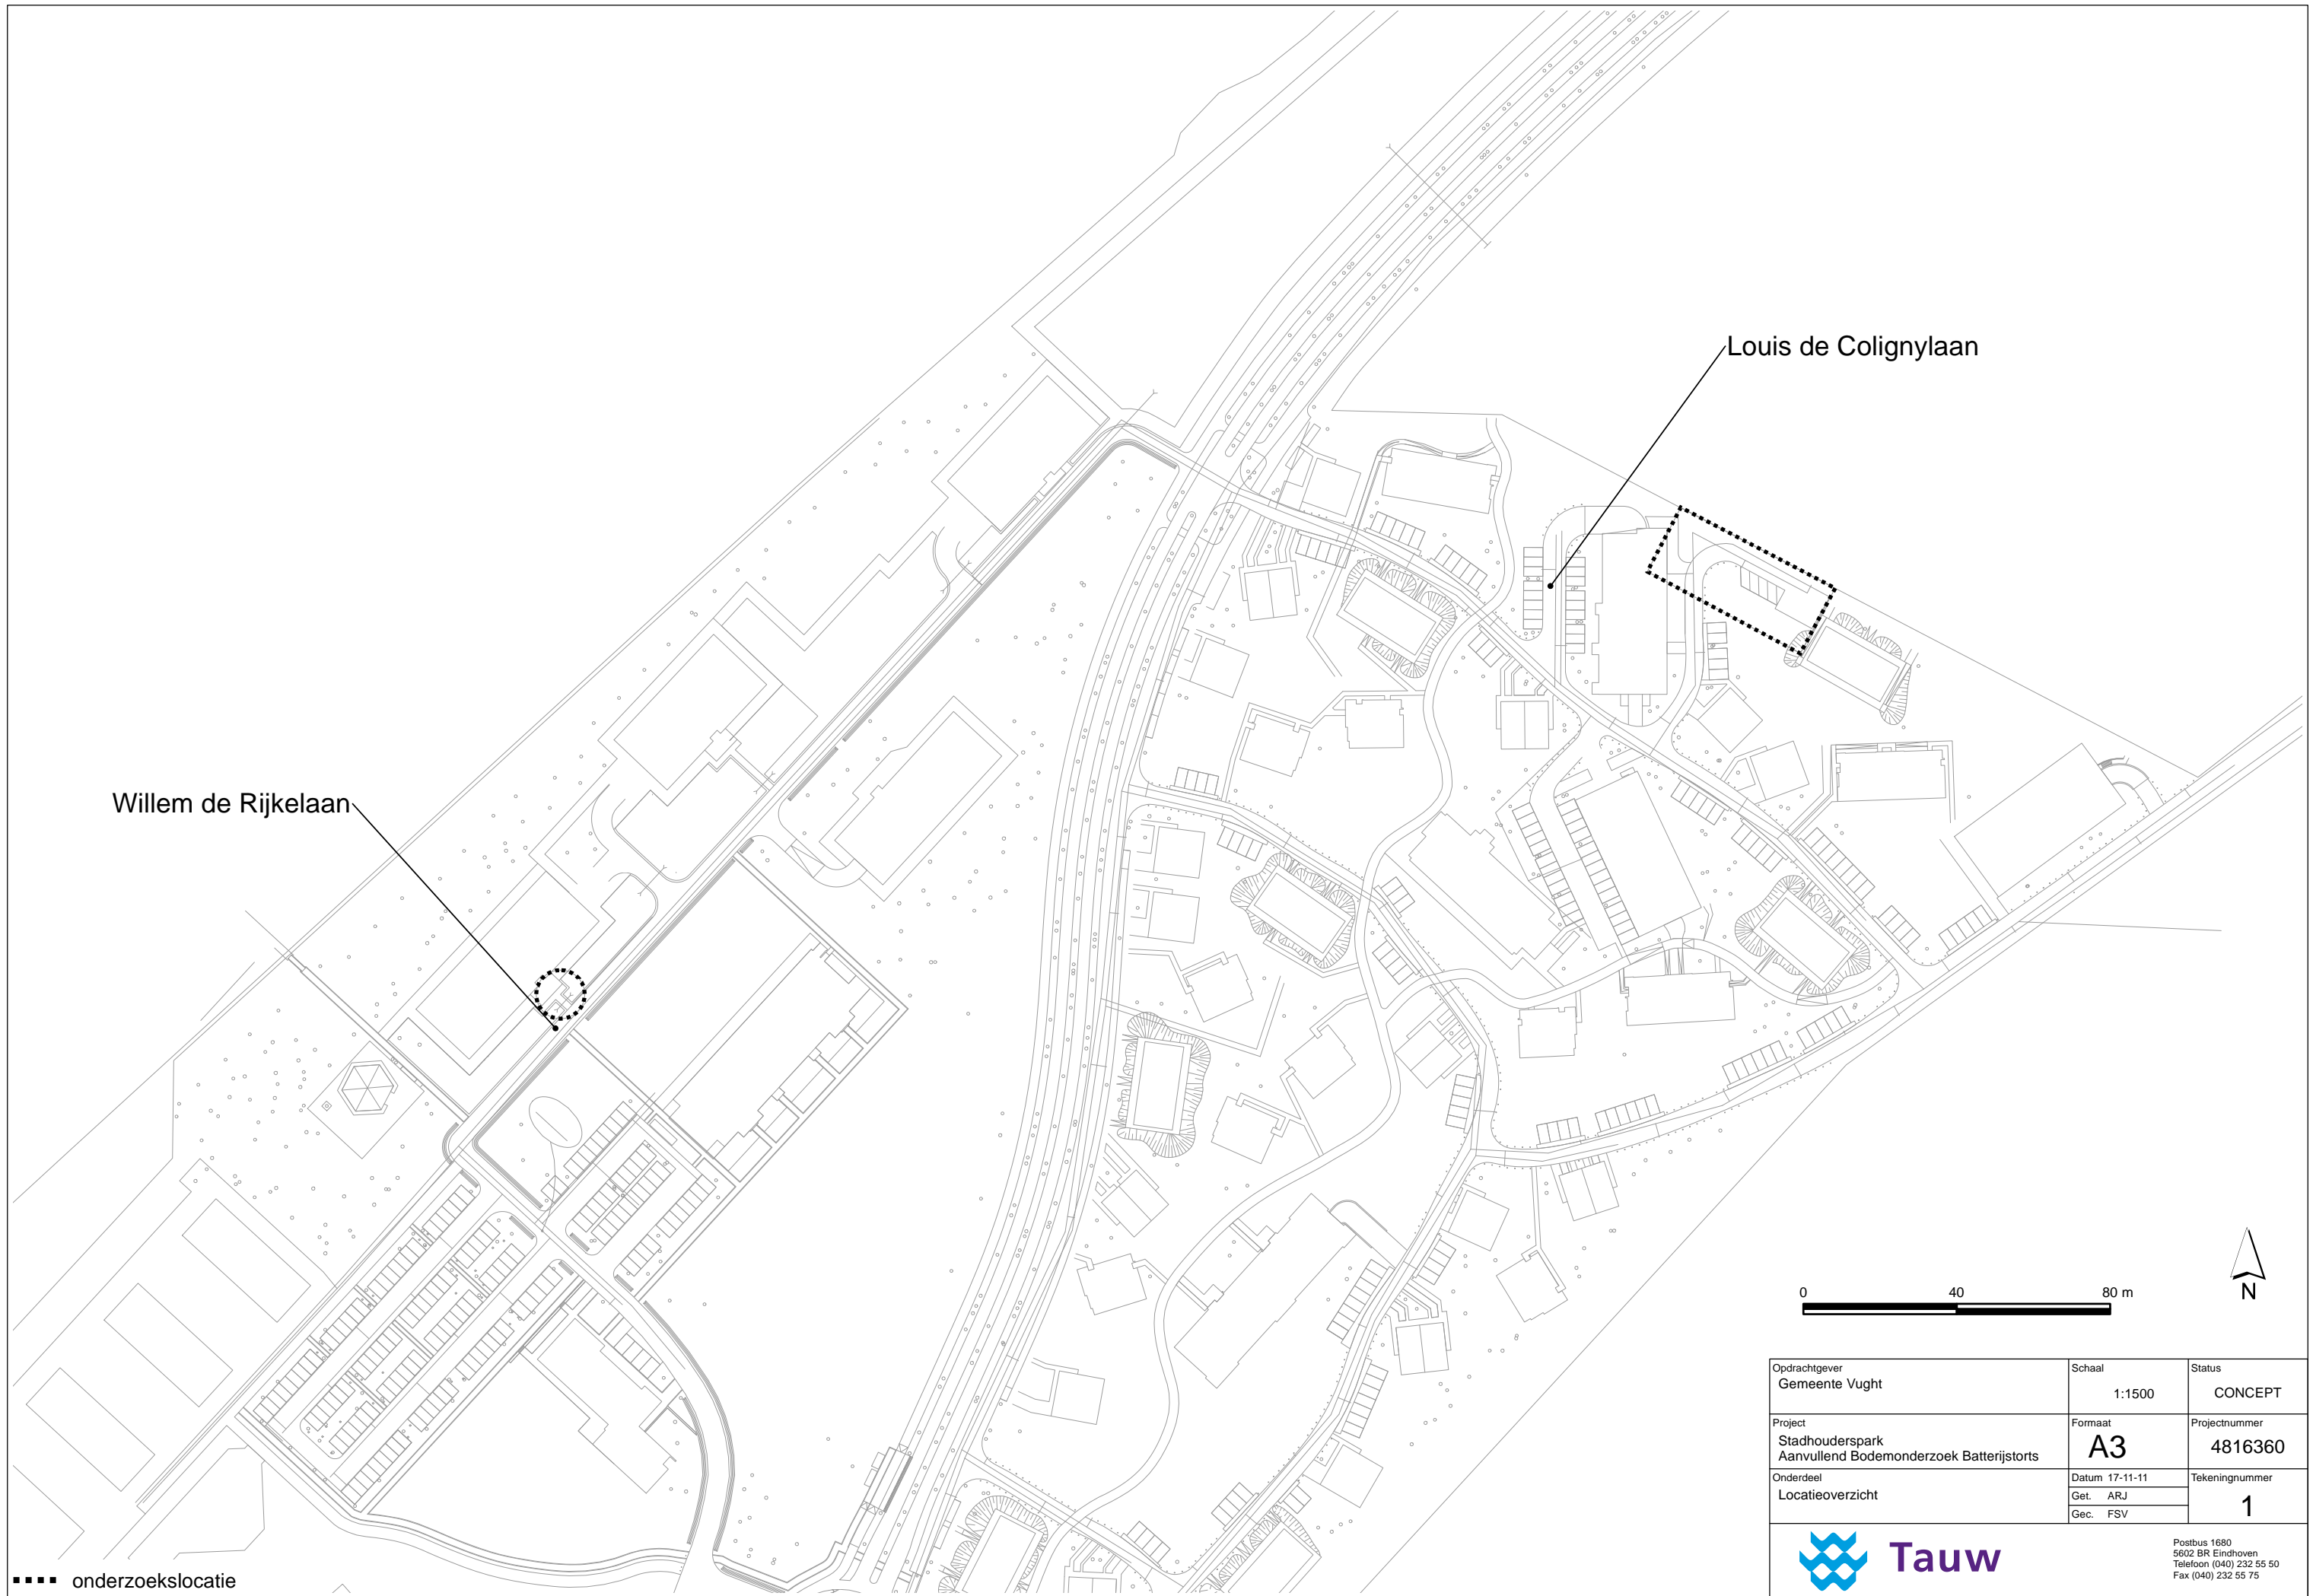 Louis de Colignylaan
Willem de Rijkelaan
0 40 80 m
N
Opdrachtgever
Gemeente Vught
Schaal
1:1500
Status
CONCEPT
Project
Stadhouderspark
Aanvullend Bodemonderzoek Batterijstorts
Formaat
A3
Projectnummer
4816360
Onderdeel
Locatieoverzicht
Datum 17-11-11
Get. ARJ
Gec. FSV
Tekeningnummer
1
Tauw
Postbus 1680
5602 BR Eindhoven
Telefoon (040) 232 55 50
Fax (040) 232 55 75
onderzoekslocatie